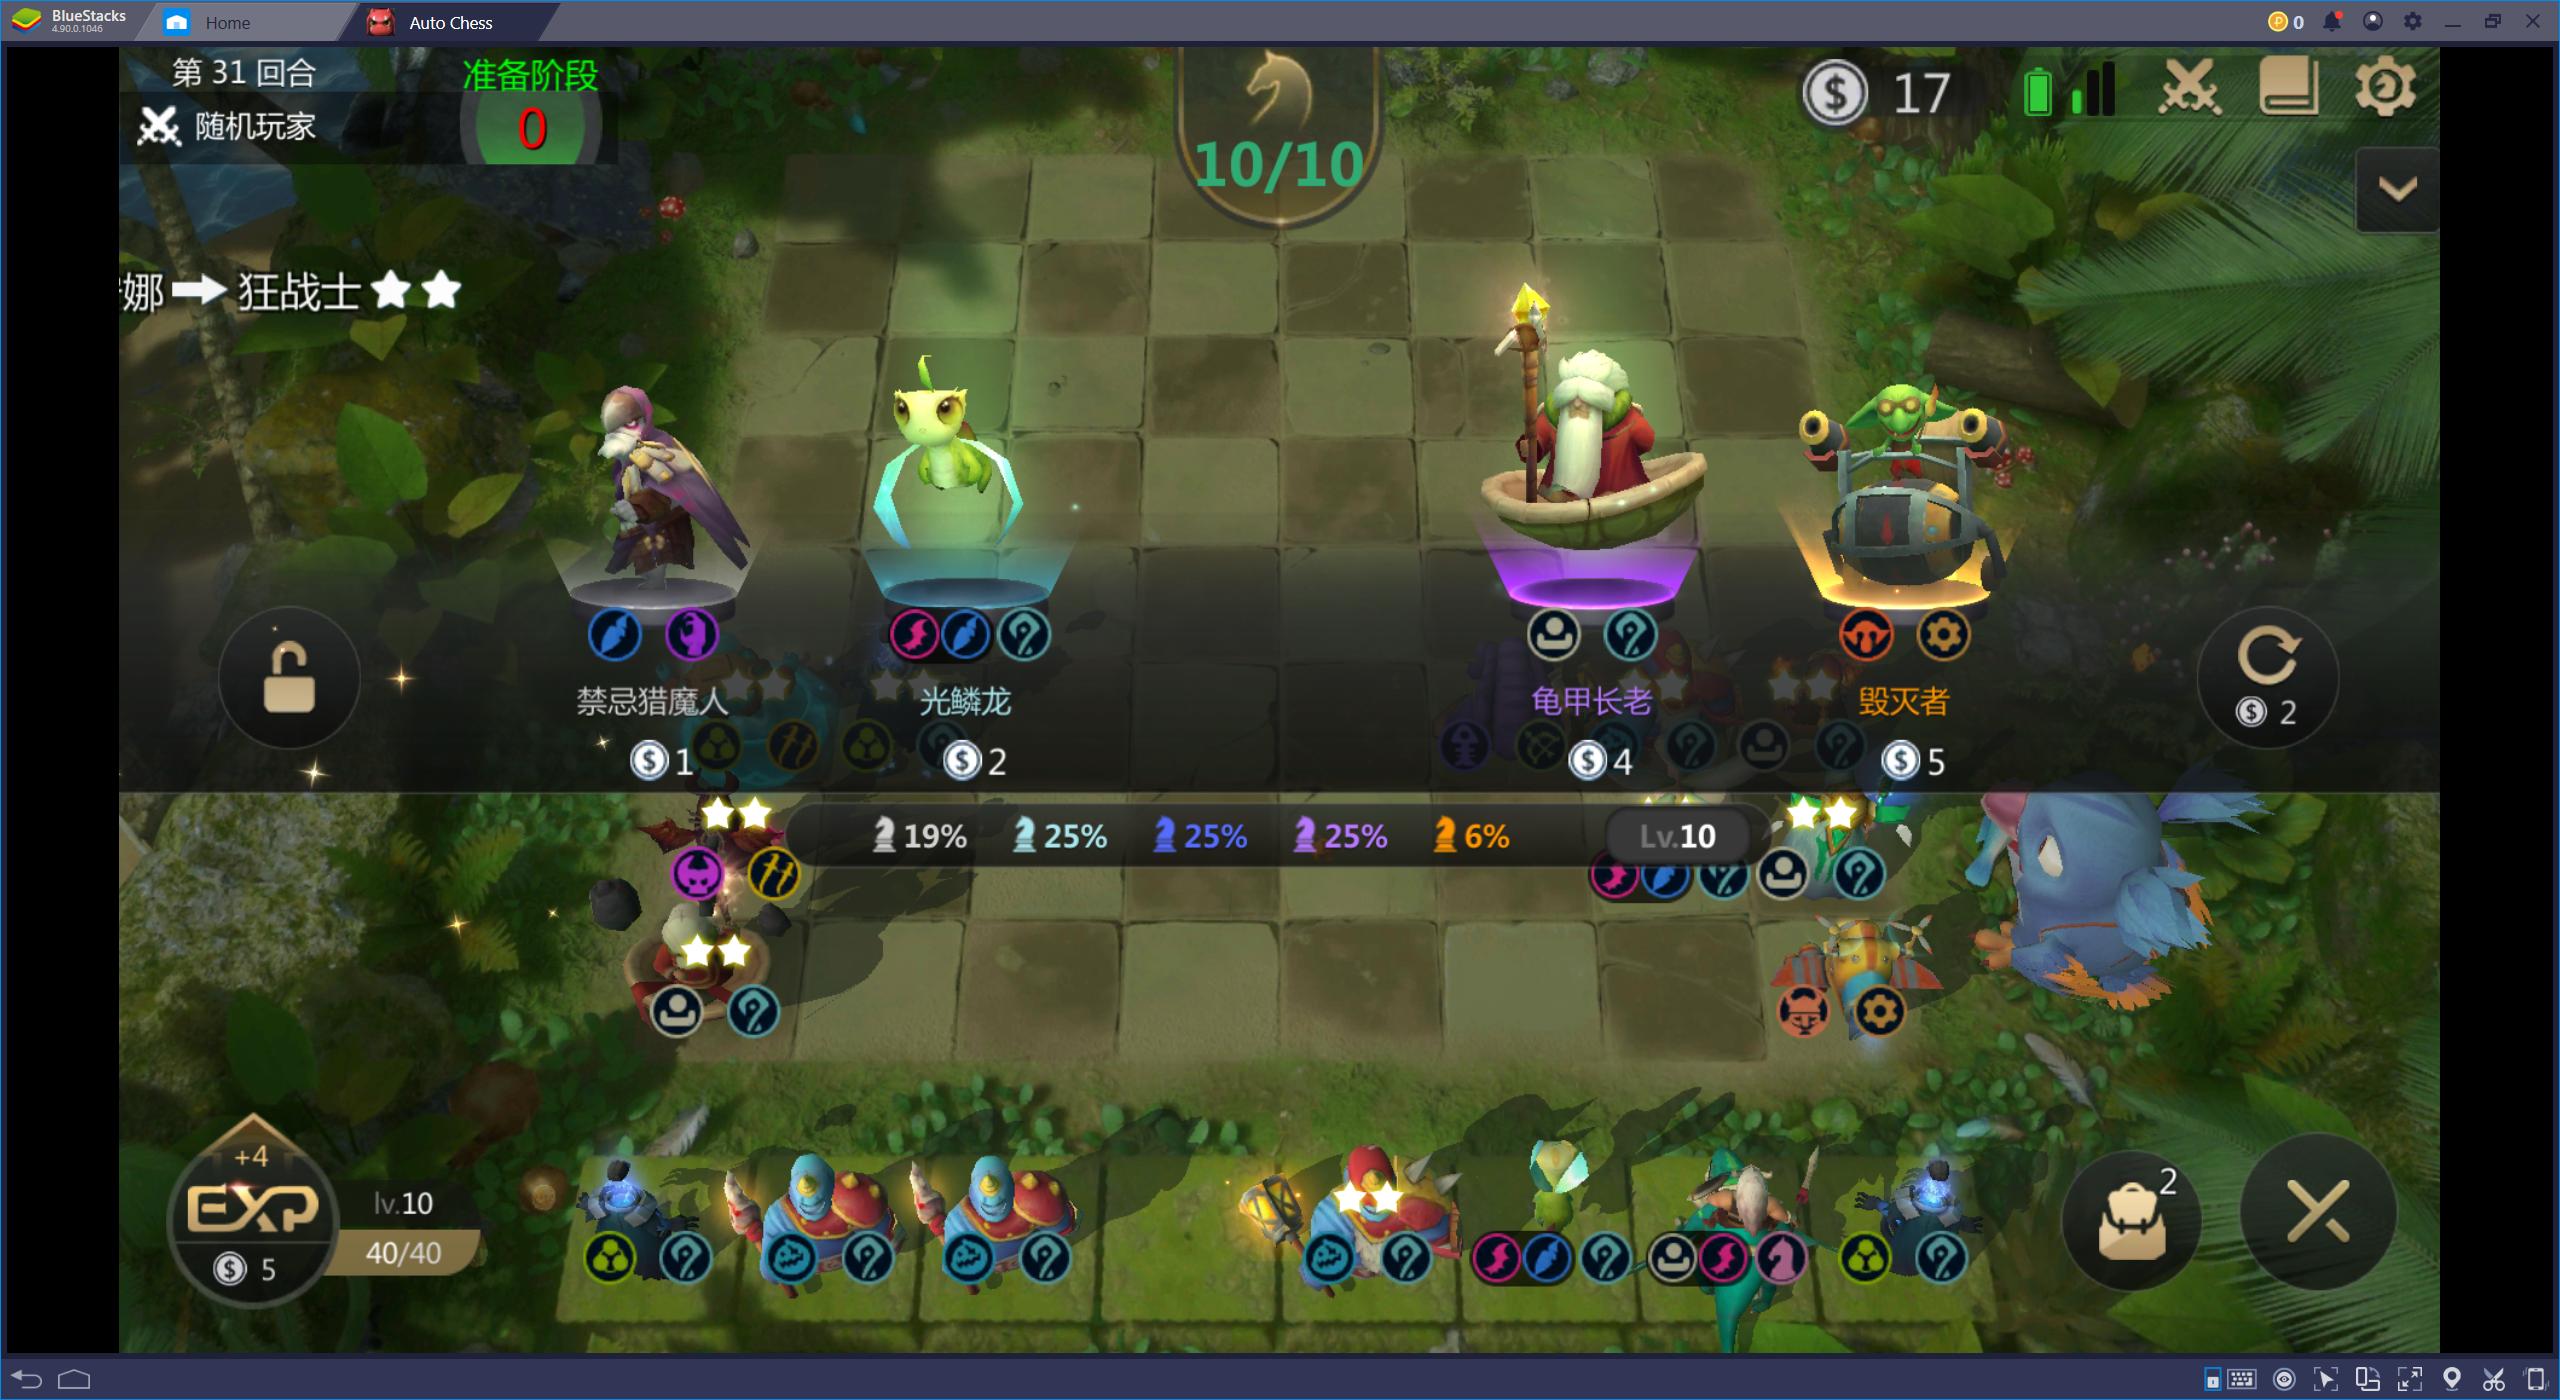 BlueStacks
4.90.0.1046
Home
Auto Chess
0
第 31 回合
准备阶段
随机玩家
0
10/10
17
娜 狂战士
禁忌猎魔人
光鳞龙
龟甲长老
毁灭者
1
2
4
5
2
19% 25% 25% 25% 6% Lv.10
+4
EXP
5
lv.10
40/40
2